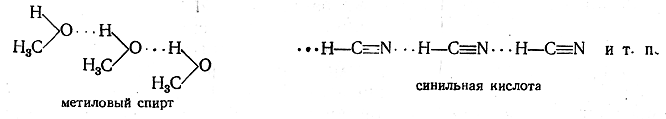 H
O···H
H₃C O···H
H₃C O
H₃C
метиловый спирт
···H—C≡N···H—C≡N···H—C≡N и т. п.
синильная кислота